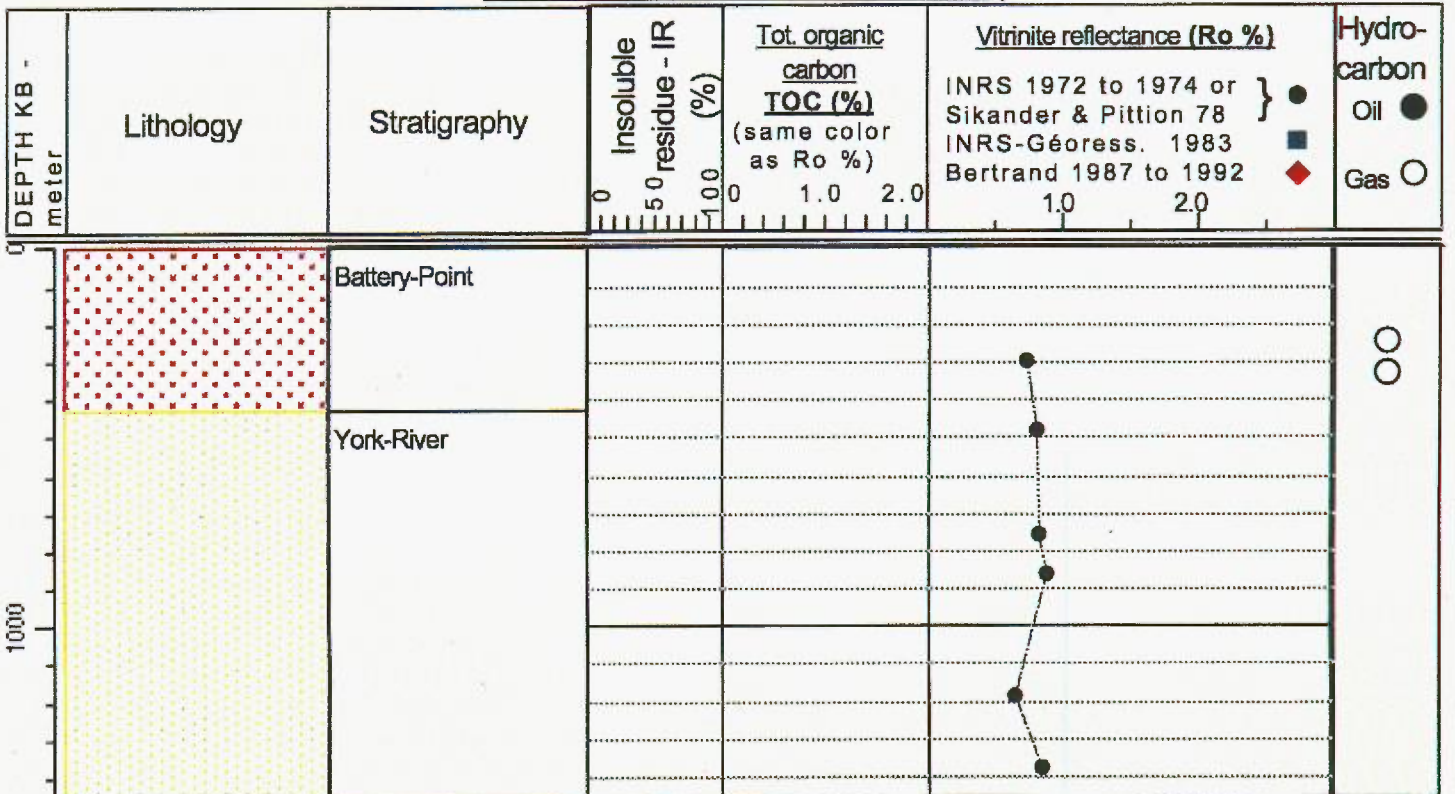 DEPTH KB -
meter
Lithology
Stratigraphy
Insoluble
residue - IR
(%)
0 50 100
Tot. organic
carbon
TOC (%)
(same color
as Ro %)
0 1.0 2.0
Vitrinite reflectance (Ro %)
INRS 1972 to 1974 or
Sikander & Pittion 78
INRS-Géoress. 1983
Bertrand 1987 to 1992
1.0 2.0
Hydro-
carbon
Oil
Gas
0
Battery-Point
York-River
1000